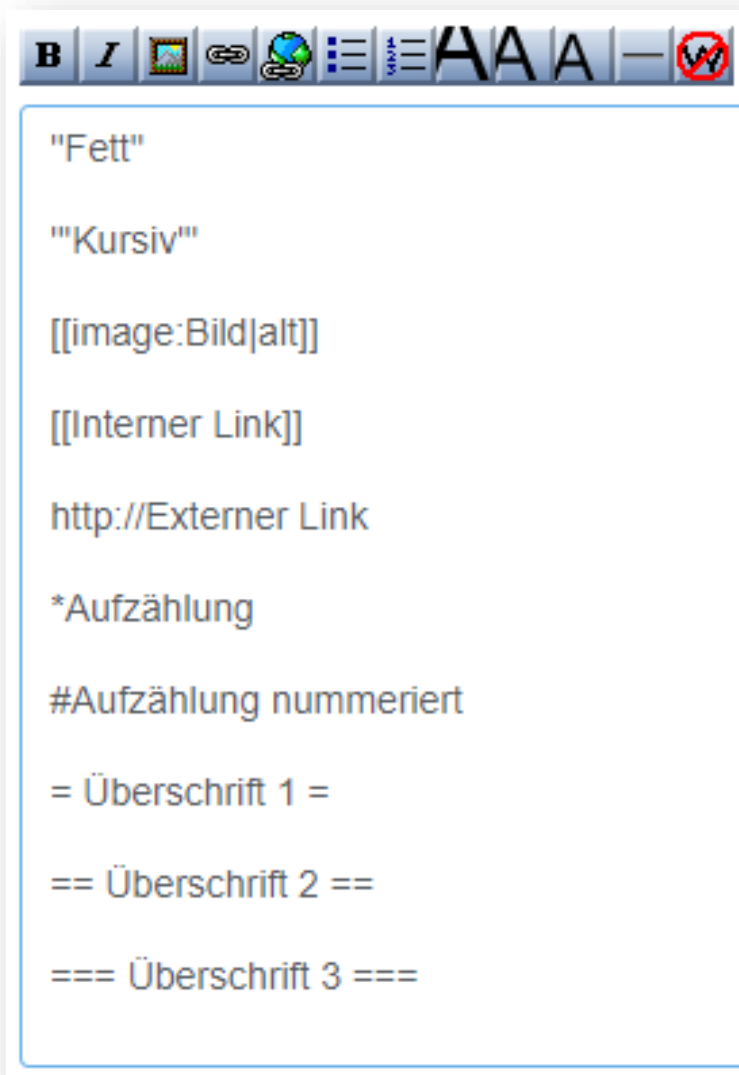 B I A A A W
"Fett"
'"Kursiv'"
[[image:Bild|alt]]
[[Interner Link]]
http://Externer Link
*Aufzählung
#Aufzählung nummeriert
= Überschrift 1 =
== Überschrift 2 ==
=== Überschrift 3 ===